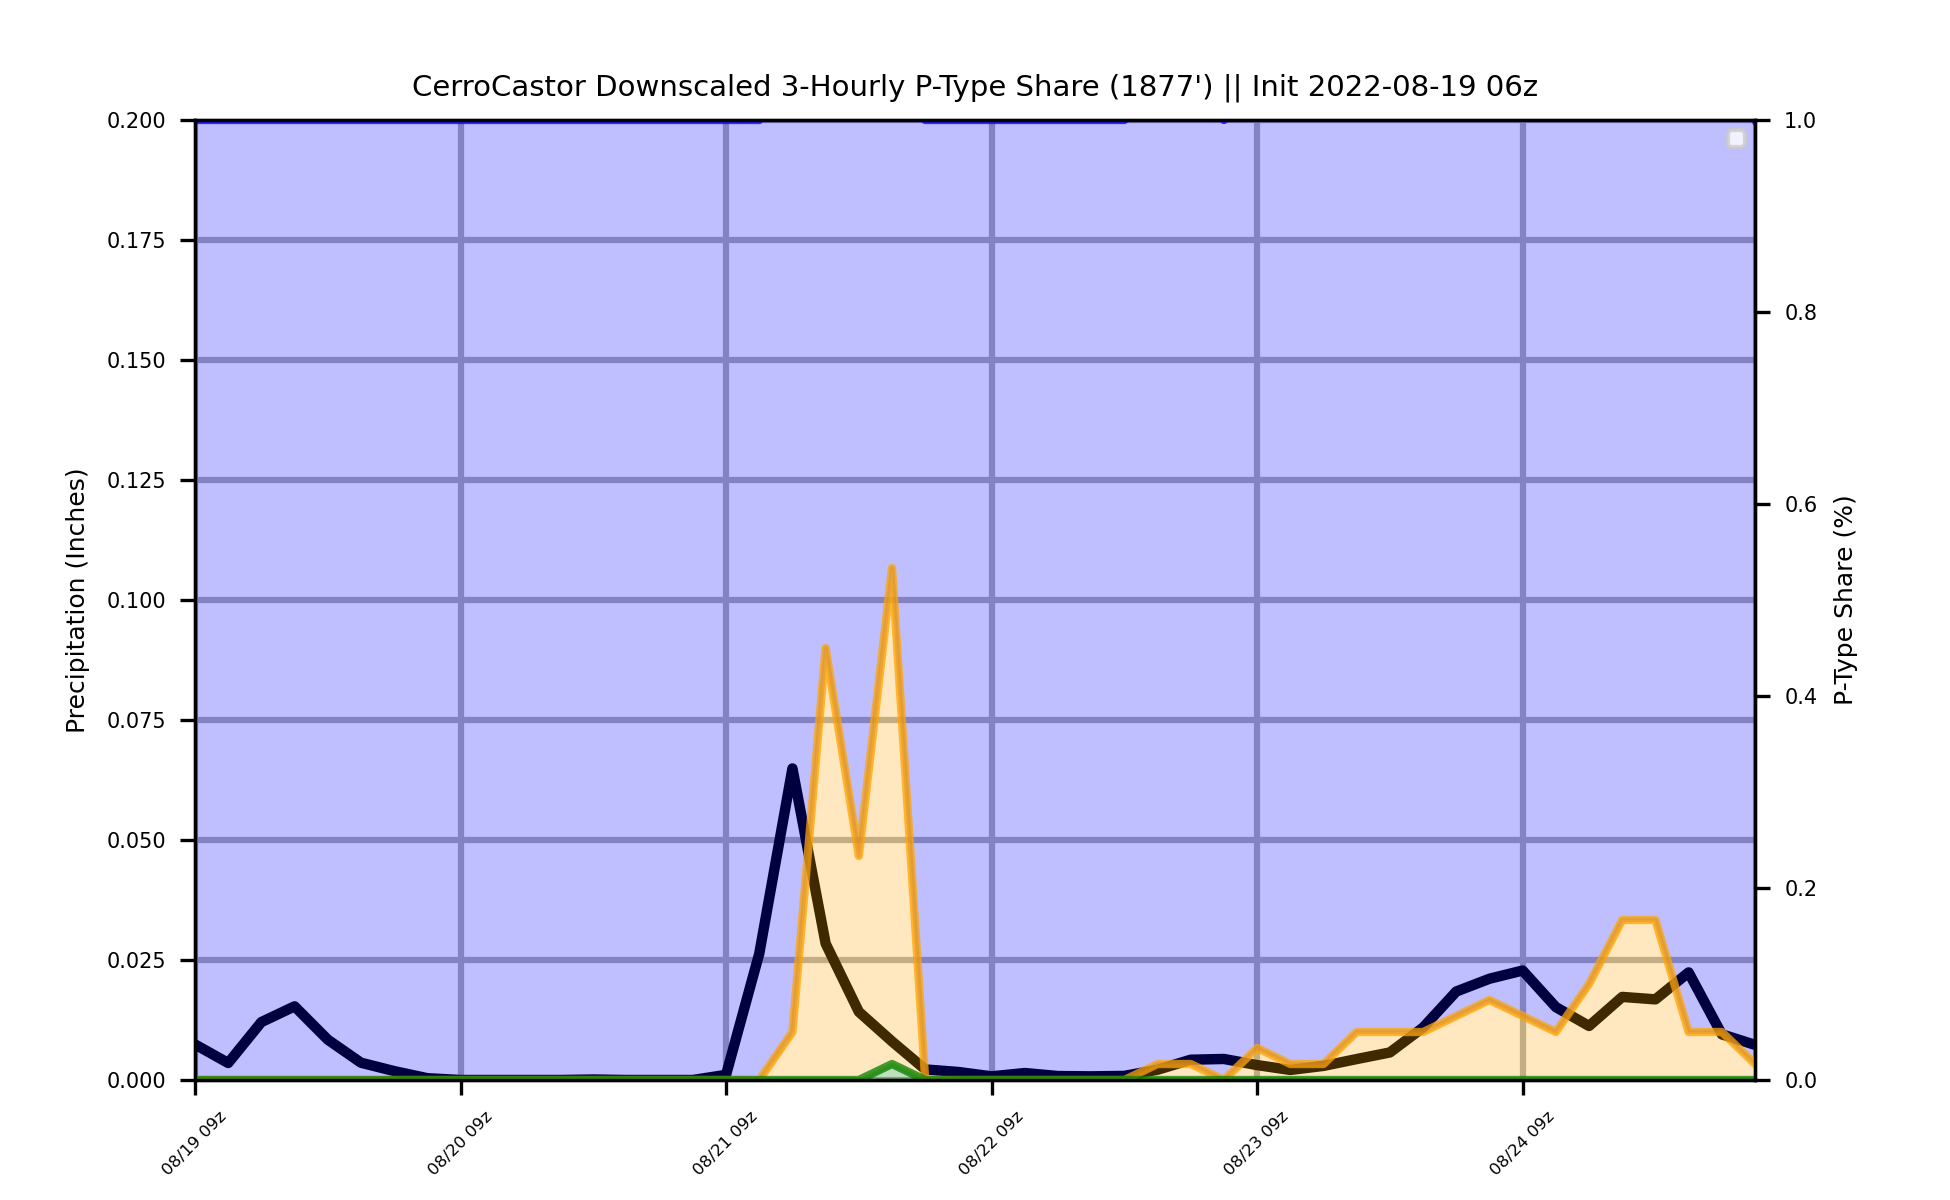 CerroCastor Downscaled 3-Hourly P-Type Share (1877') || Init 2022-08-19 06z
0.200
0.175
0.150
0.125
0.100
0.075
0.050
0.025
0.000
Precipitation (Inches)
1.0
0.8
0.6
0.4
0.2
0.0
P-Type Share (%)
08/19 09z
08/20 09z
08/21 09z
08/22 09z
08/23 09z
08/24 09z